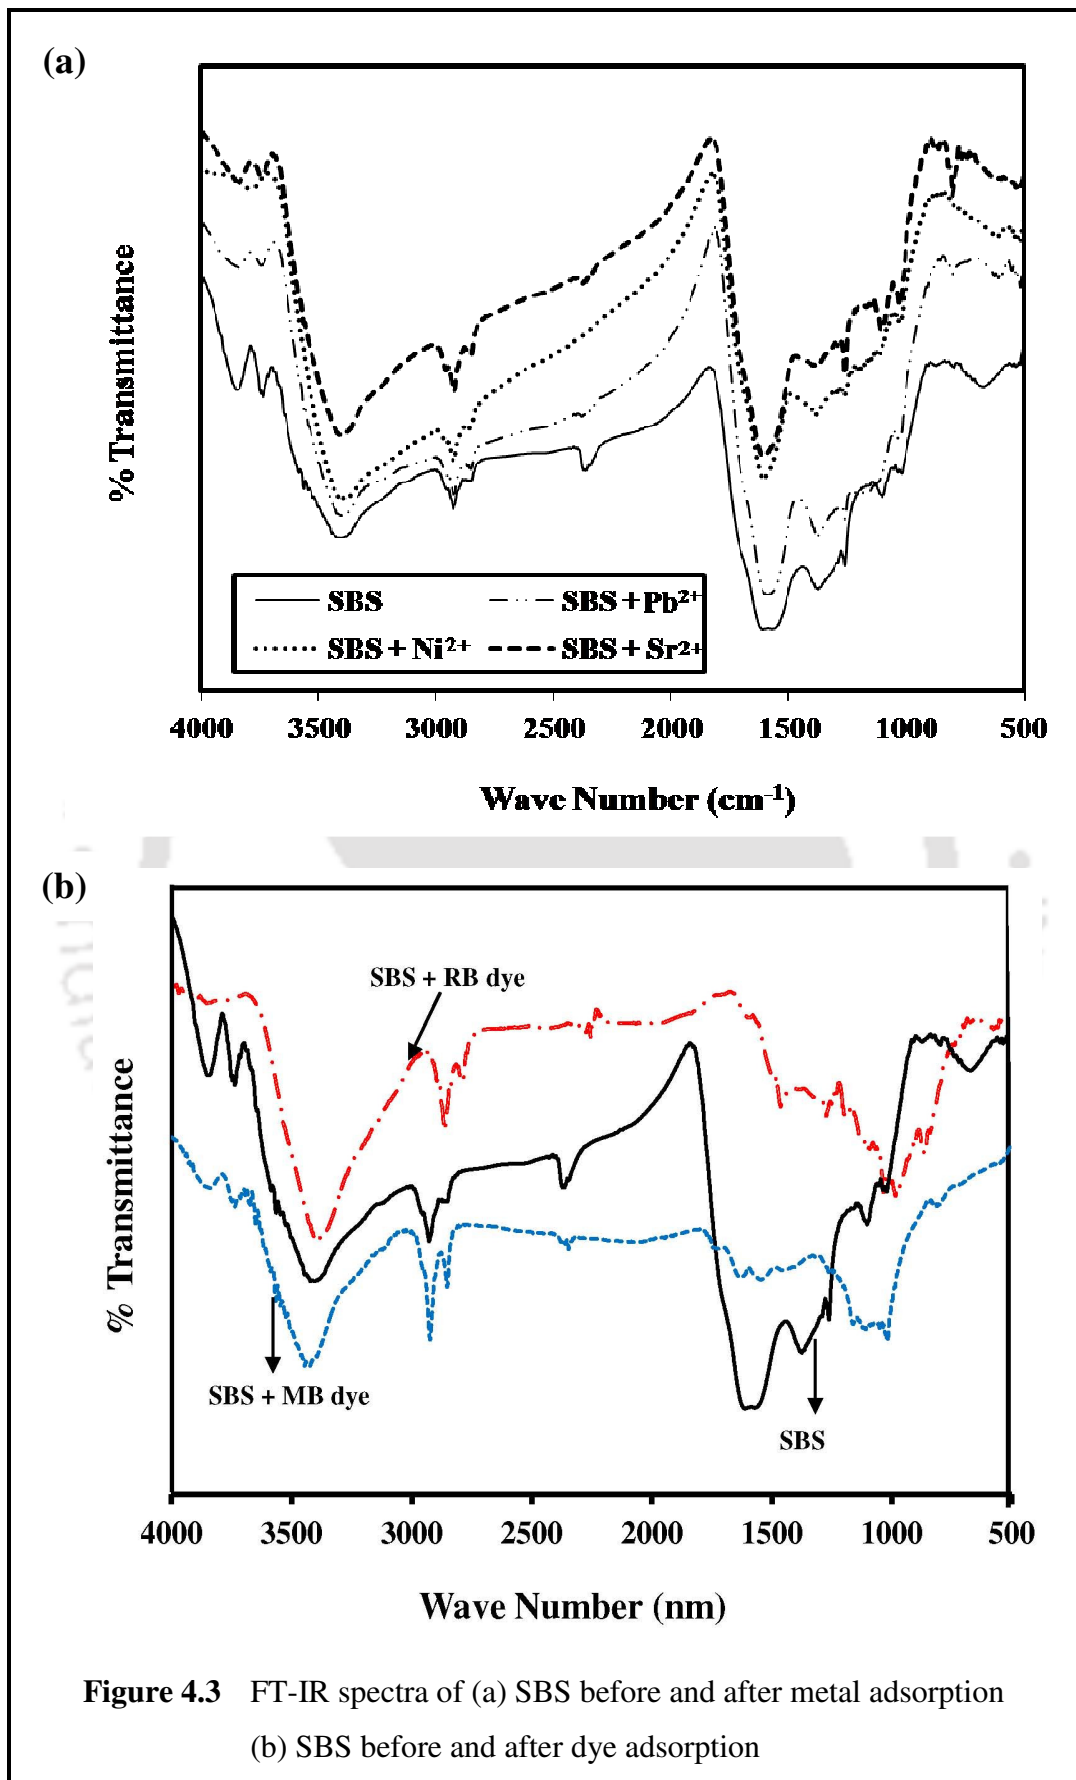 (a)
% Transmittance
SBS
SBS + Pb²⁺
SBS + Ni²⁺
SBS + Sr²⁺
4000 3500 3000 2500 2000 1500 1000 500
Wave Number (cm⁻¹)
(b)
% Transmittance
SBS + RB dye
SBS + MB dye
SBS
4000 3500 3000 2500 2000 1500 1000 500
Wave Number (nm)
Figure 4.3 FT-IR spectra of (a) SBS before and after metal adsorption
(b) SBS before and after dye adsorption